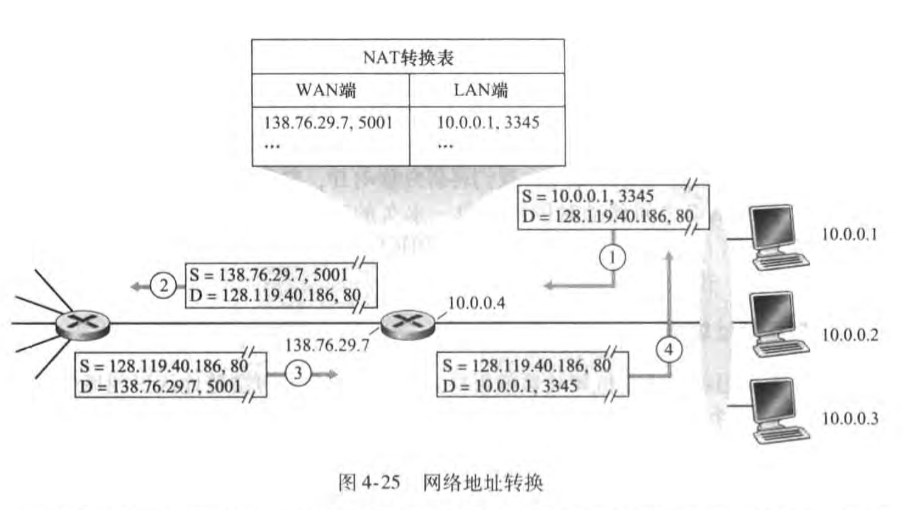 NAT转换表
WAN端 LAN端
138.76.29.7, 5001 10.0.0.1, 3345
… …
S = 10.0.0.1, 3345
D = 128.119.40.186, 80
1
10.0.0.1
2
S = 138.76.29.7, 5001
D = 128.119.40.186, 80
10.0.0.4
138.76.29.7
10.0.0.2
S = 128.119.40.186, 80
D = 138.76.29.7, 5001
3
S = 128.119.40.186, 80
D = 10.0.0.1, 3345
4
10.0.0.3
图 4-25 网络地址转换